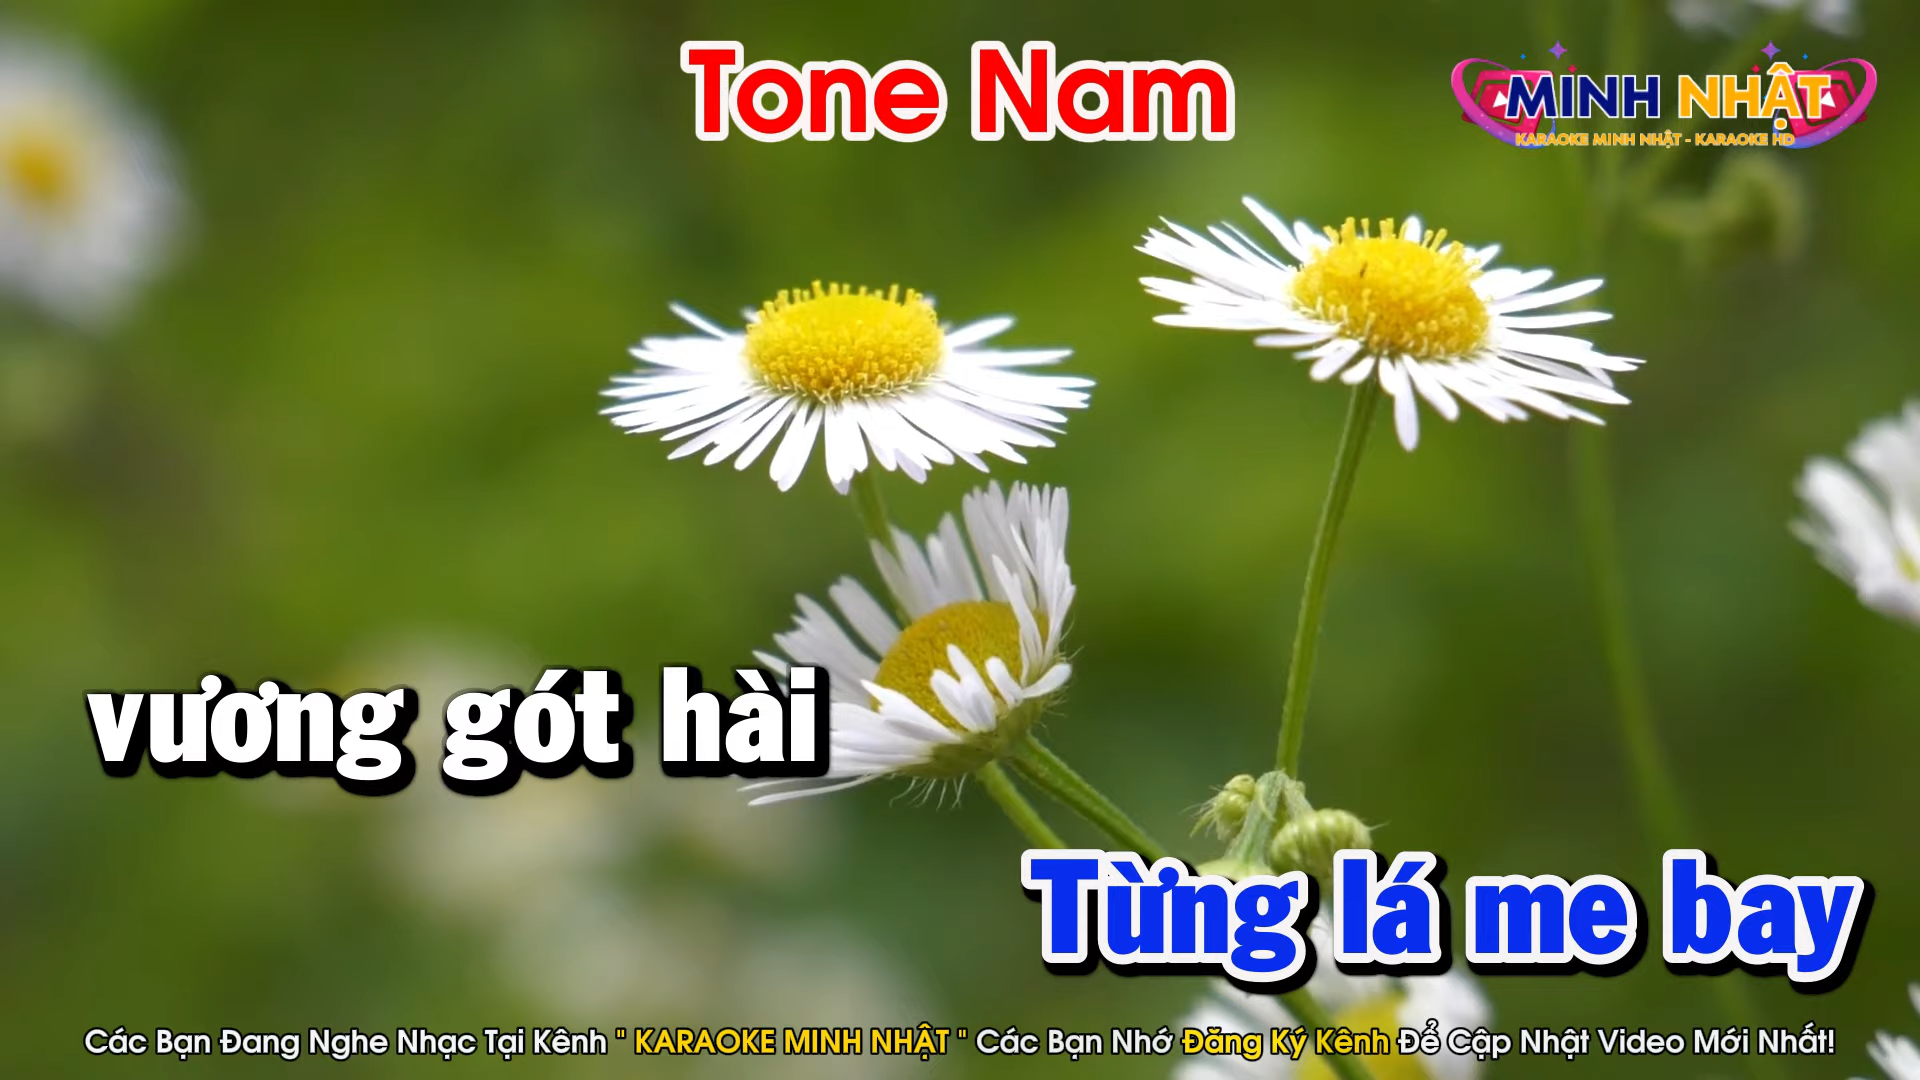 Tone Nam
MINH NHẬT
KARAOKE MINH NHẬT - KARAOKE HD
vương gót hài
Từng lá me bay
Các Bạn Đang Nghe Nhạc Tại Kênh " KARAOKE MINH NHẬT " Các Bạn Nhớ Đăng Ký Kênh Để Cập Nhật Video Mới Nhất!